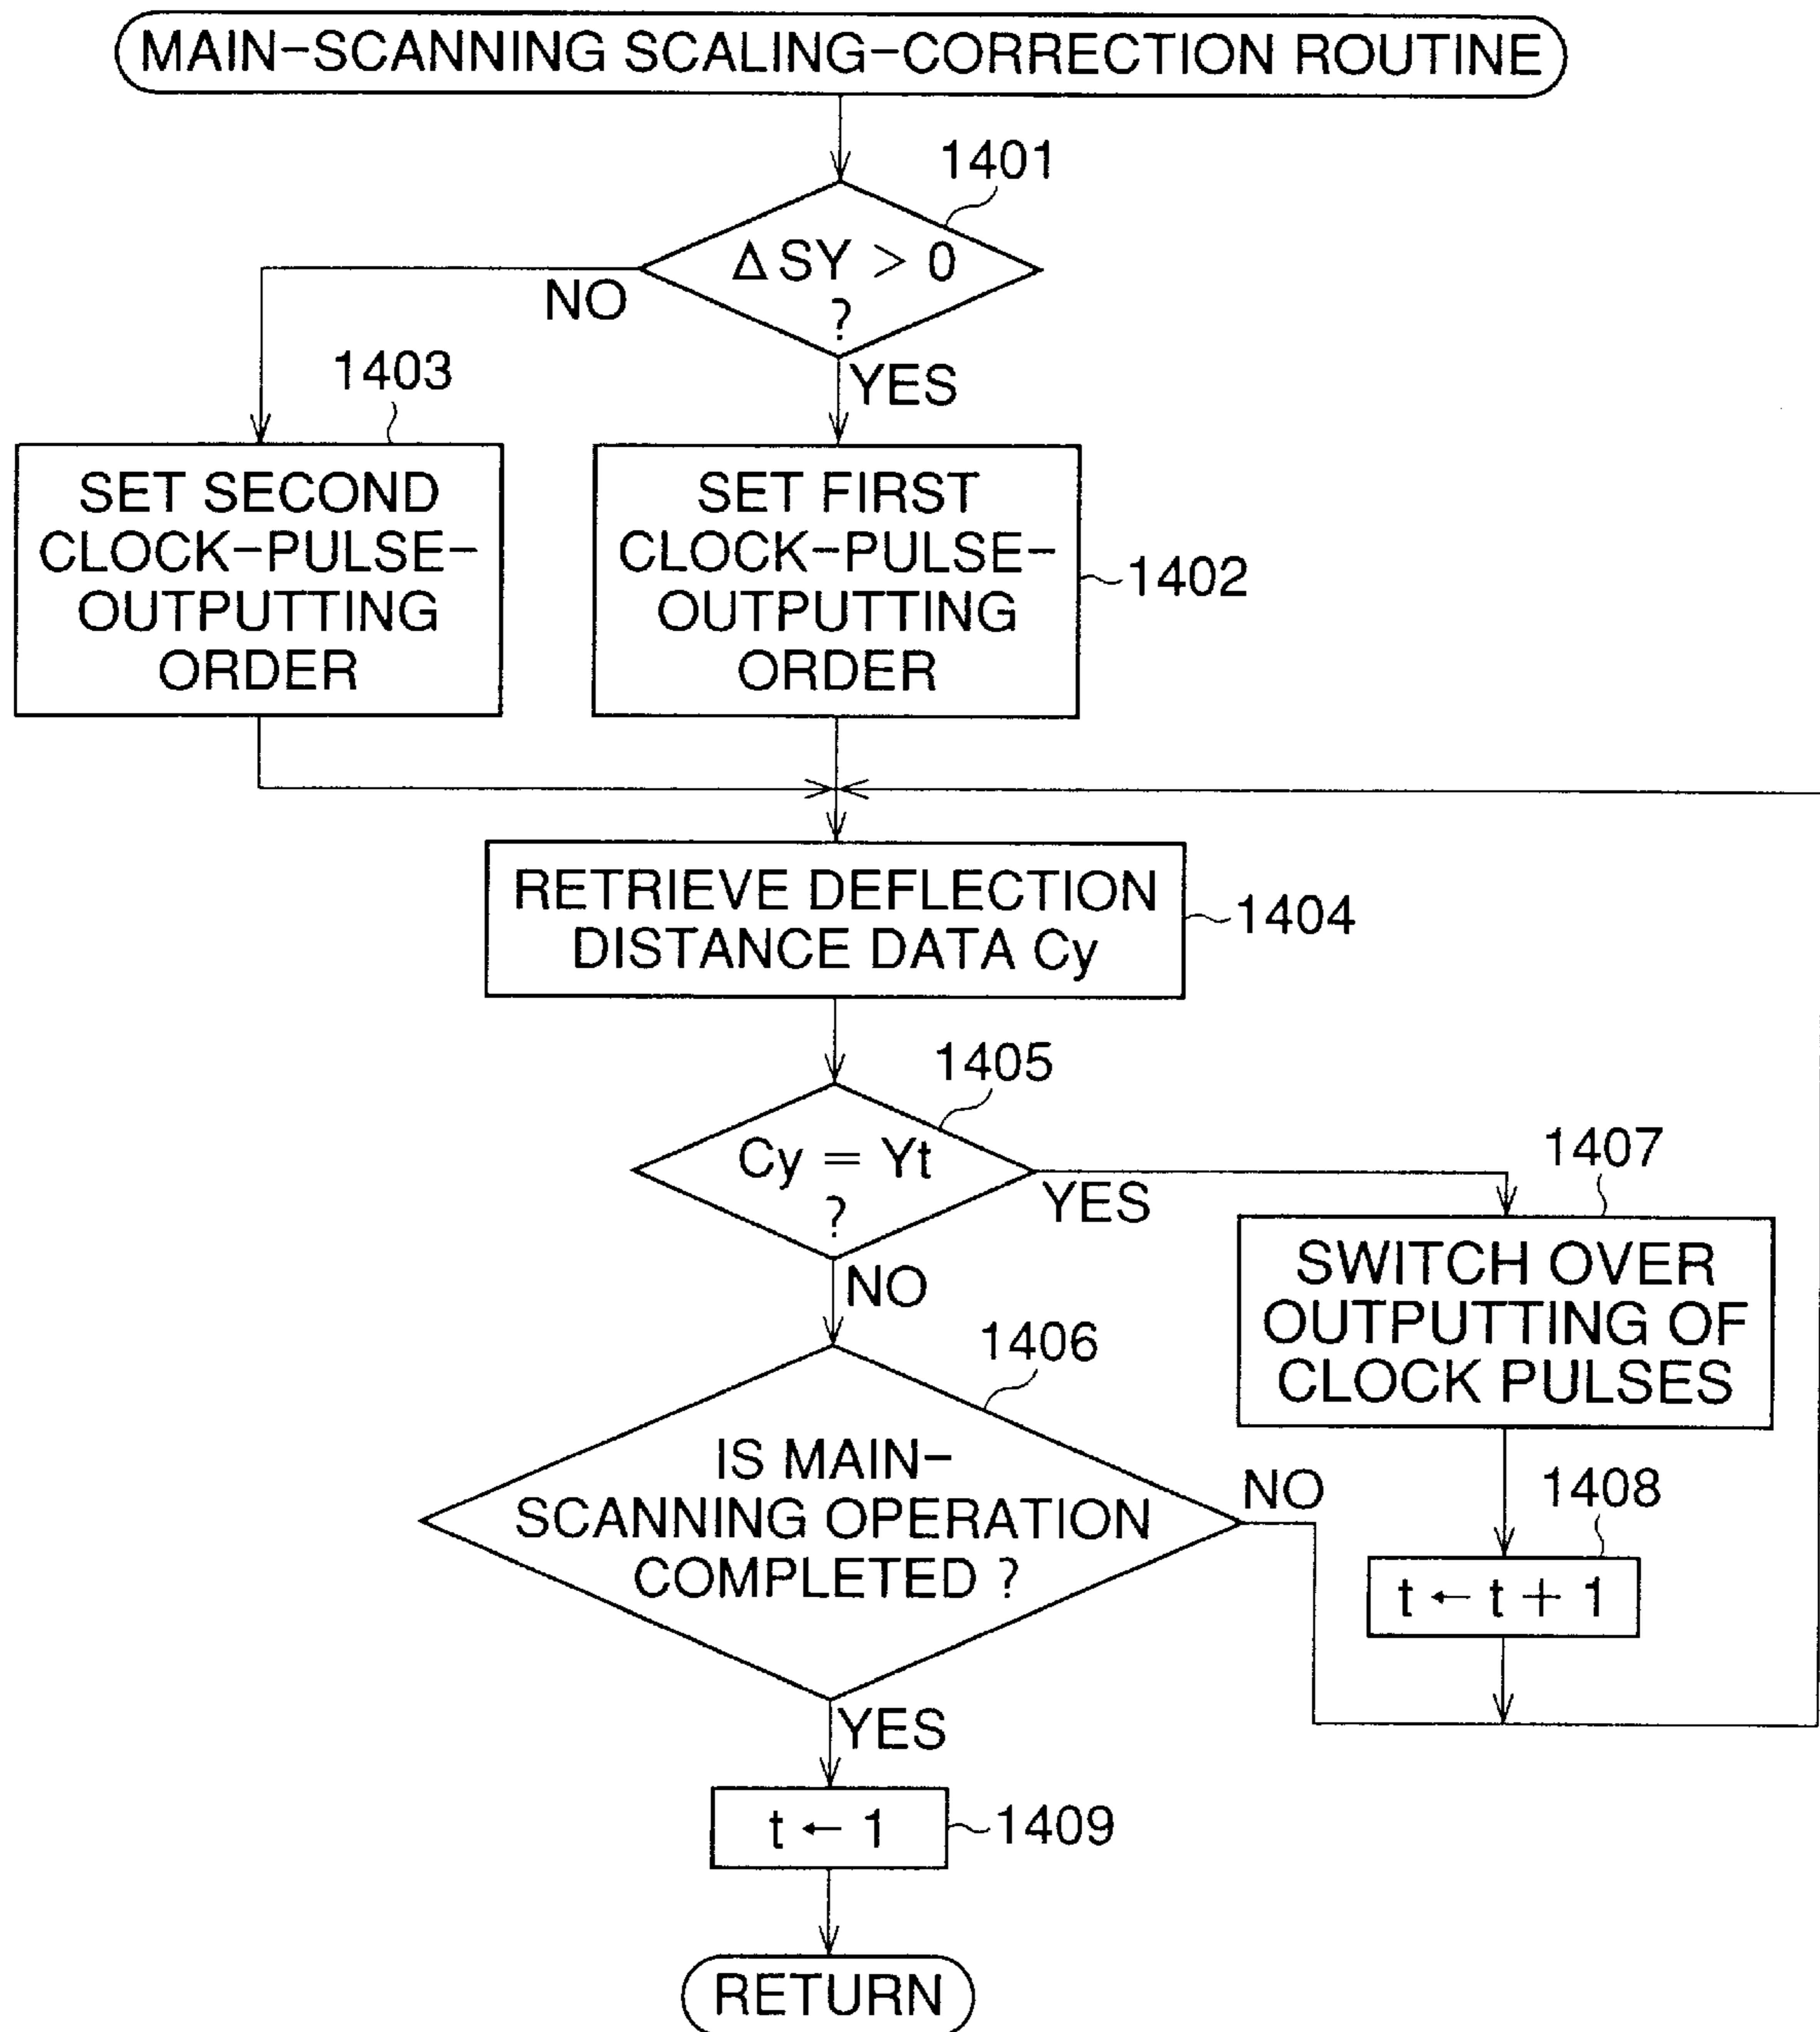 MAIN-SCANNING SCALING-CORRECTION ROUTINE
1401
Δ SY > 0
?
NO
YES
1403
SET SECOND
CLOCK-PULSE-
OUTPUTTING
ORDER
SET FIRST
CLOCK-PULSE-
OUTPUTTING
ORDER
1402
RETRIEVE DEFLECTION
DISTANCE DATA Cy
1404
1405
Cy = Yt
?
YES
NO
1407
SWITCH OVER
OUTPUTTING OF
CLOCK PULSES
1406
IS MAIN-
SCANNING OPERATION
COMPLETED ?
NO
1408
t ← t + 1
YES
t ← 1
1409
RETURN